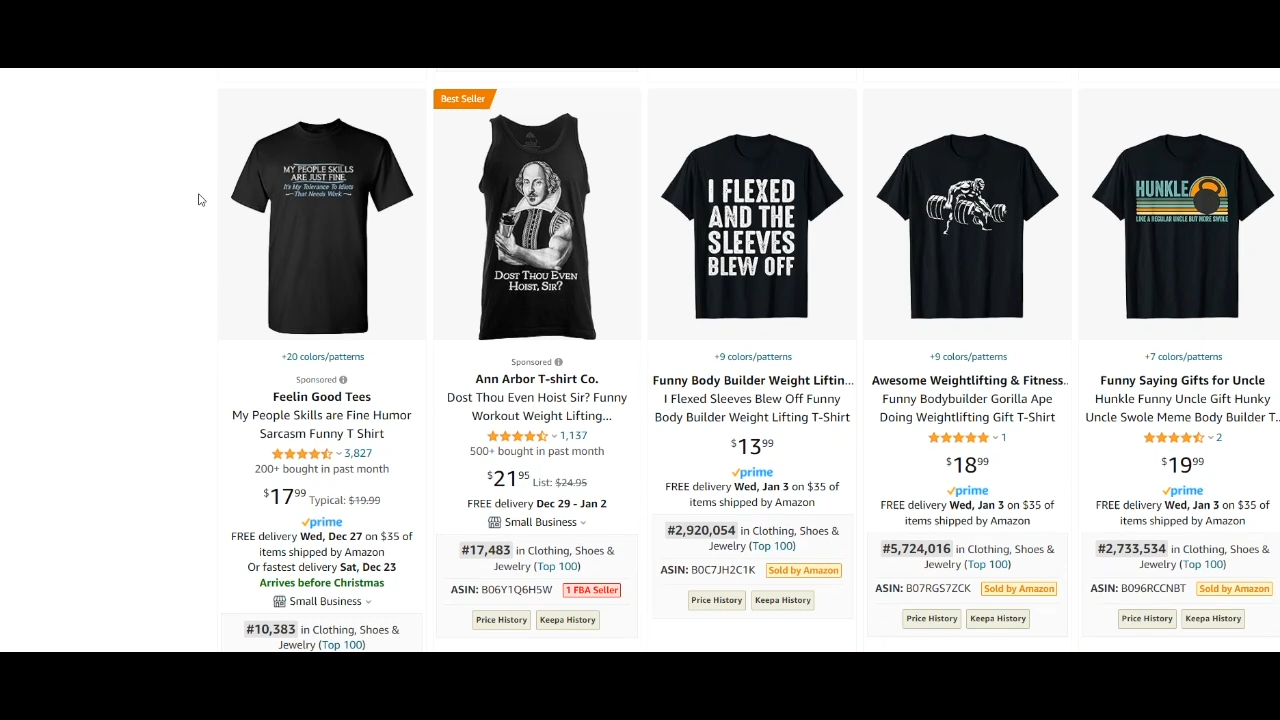 MY PEOPLE SKILLS
ARE JUST FINE.
It's My Tolerance To Idiots
That Needs Work
+20 colors/patterns
Sponsored
Feelin Good Tees
My People Skills are Fine Humor
Sarcasm Funny T Shirt
3,827
200+ bought in past month
$17.99 Typical: $19.99
prime
FREE delivery Wed, Dec 27 on $35 of
items shipped by Amazon
Or fastest delivery Sat, Dec 23
Arrives before Christmas
Small Business
#10,383 in Clothing, Shoes &
Jewelry (Top 100)
Best Seller
DOST THOU EVEN
HOIST, SIR?
Sponsored
Ann Arbor T-shirt Co.
Dost Thou Even Hoist Sir? Funny
Workout Weight Lifting...
1,137
500+ bought in past month
$21.95 List: $24.95
FREE delivery Dec 29 - Jan 2
Small Business
#17,483 in Clothing, Shoes &
Jewelry (Top 100)
ASIN: B06Y1Q6H5W 1 FBA Seller
Price History Keepa History
I FLEXED
AND THE
SLEEVES
BLEW OFF
+9 colors/patterns
Funny Body Builder Weight Liftin...
I Flexed Sleeves Blew Off Funny
Body Builder Weight Lifting T-Shirt
$13.99
prime
FREE delivery Wed, Jan 3 on $35 of
items shipped by Amazon
#2,920,054 in Clothing, Shoes &
Jewelry (Top 100)
ASIN: B0C7JH2C1K Sold by Amazon
Price History Keepa History
+9 colors/patterns
Awesome Weightlifting & Fitness..
Funny Bodybuilder Gorilla Ape
Doing Weightlifting Gift T-Shirt
1
$18.99
prime
FREE delivery Wed, Jan 3 on $35 of
items shipped by Amazon
#5,724,016 in Clothing, Shoes &
Jewelry (Top 100)
ASIN: B07RGS7ZCK Sold by Amazon
Price History Keepa History
HUNKLE
LIKE A REGULAR UNCLE BUT MORE SWOLE
+7 colors/patterns
Funny Saying Gifts for Uncle
Hunkle Funny Uncle Gift Hunky
Uncle Swole Meme Body Builder T...
2
$19.99
prime
FREE delivery Wed, Jan 3 on $35 of
items shipped by Amazon
#2,733,534 in Clothing, Shoes &
Jewelry (Top 100)
ASIN: B096RCCNBT Sold by Amazon
Price History Keepa History